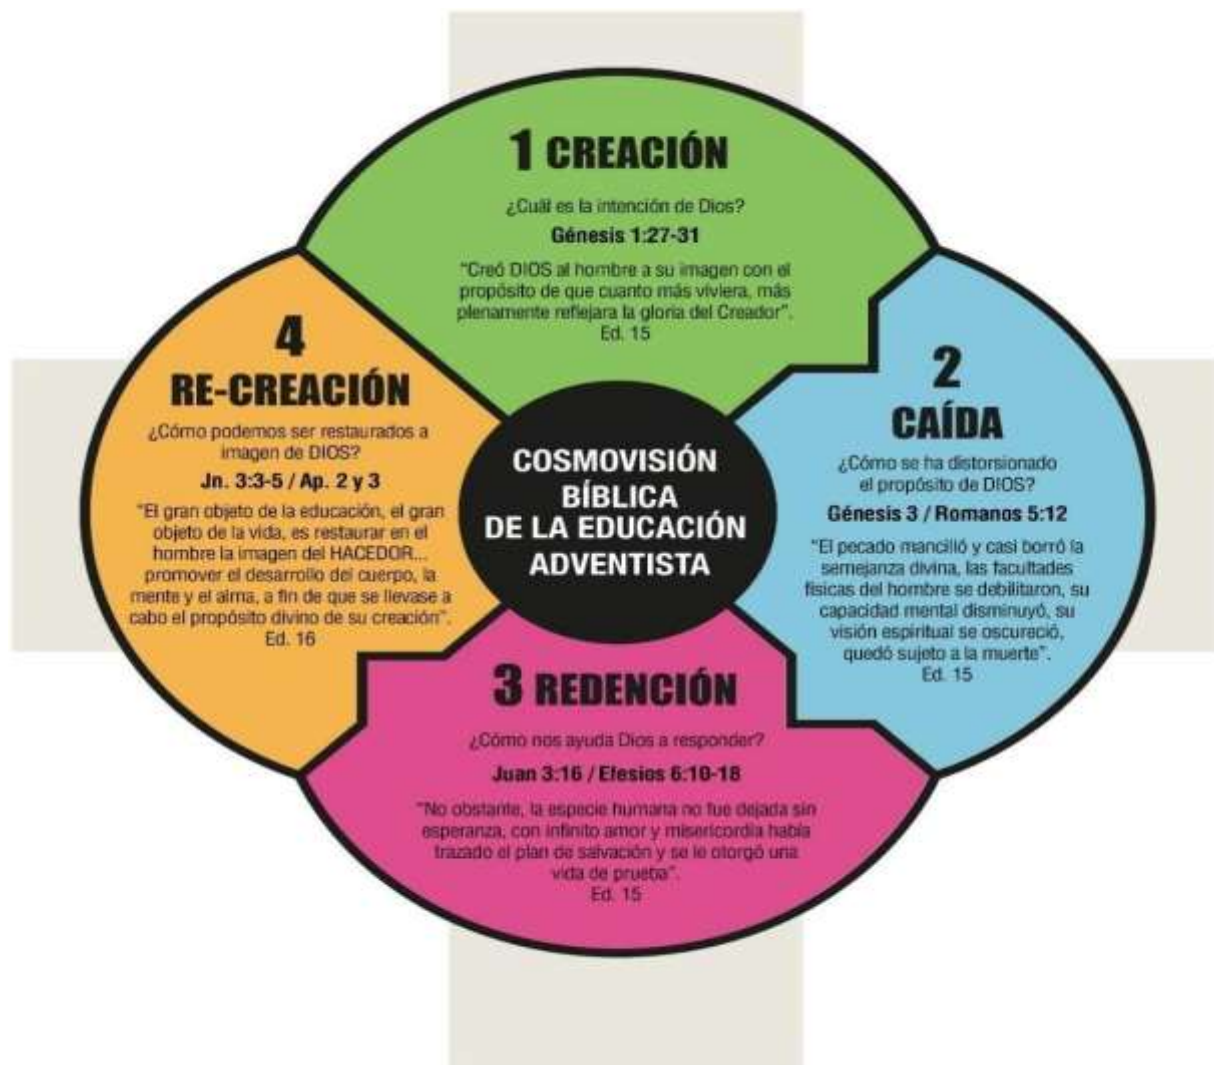 1 CREACIÓN
¿Cuál es la intención de Dios?
Génesis 1:27-31
"Creó DIOS al hombre a su imagen con el
propósito de que cuanto más viviera, más
plenamente reflejara la gloria del Creador".
Ed. 15
2
CAÍDA
¿Cómo se ha distorsionado
el propósito de DIOS?
Génesis 3 / Romanos 5:12
"El pecado mancilló y casi borró la
semejanza divina, las facultades
físicas del hombre se debilitaron, su
capacidad mental disminuyó, su
visión espiritual se oscureció,
quedó sujeto a la muerte".
Ed. 15
3 REDENCIÓN
¿Cómo nos ayuda Dios a responder?
Juan 3:16 / Efesios 6:10-18
"No obstante, la especie humana no fue dejada sin
esperanza, con infinito amor y misericordia había
trazado el plan de salvación y se le otorgó una
vida de prueba".
Ed. 15
4
RE-CREACIÓN
¿Cómo podemos ser restaurados a
imagen de DIOS?
Jn. 3:3-5 / Ap. 2 y 3
"El gran objeto de la educación, el gran
objeto de la vida, es restaurar en el
hombre la imagen del HACEDOR...
promover el desarrollo del cuerpo, la
mente y el alma, a fin de que se llevase a
cabo el propósito divino de su creación".
Ed. 16
COSMOVISIÓN
BÍBLICA
DE LA EDUCACIÓN
ADVENTISTA